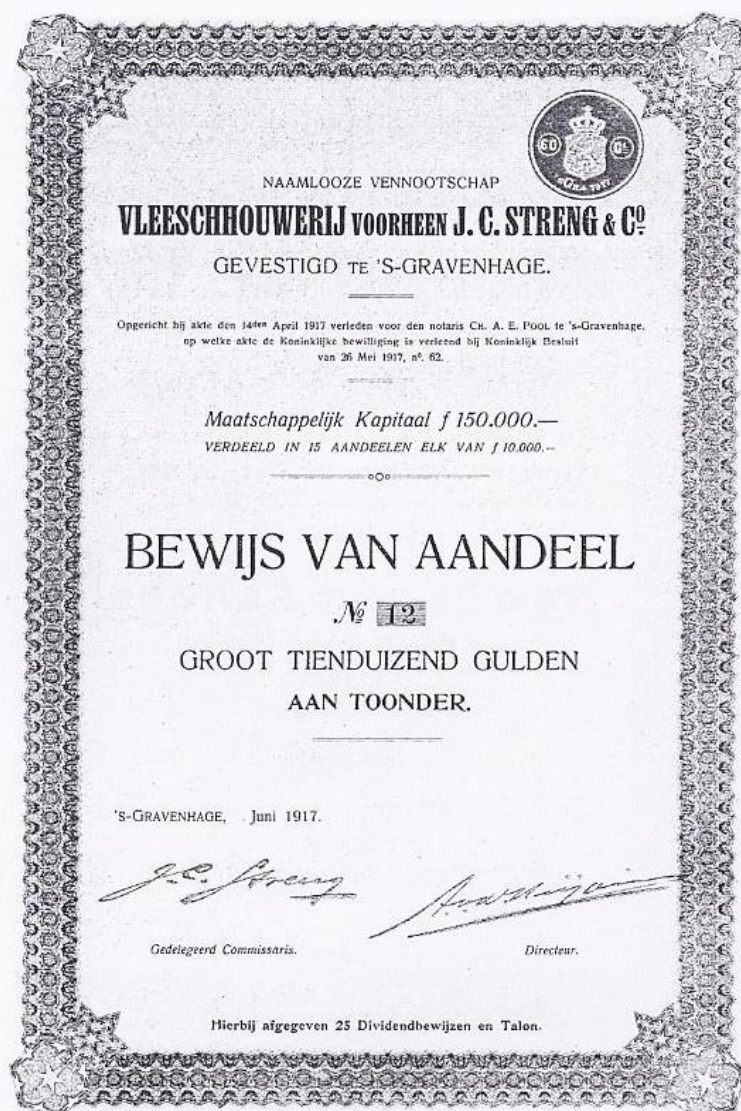 60 Ct
'SGRA 1917
NAAMLOOZE VENNOOTSCHAP
VLEESCHHOUWERIJ VOORHEEN J. C. STRENG & Cº
GEVESTIGD TE 'S-GRAVENHAGE.
Opgericht bij akte den 14den April 1917 verleden voor den notaris CH. A. E. POOL te 's-Gravenhage,
op welke akte de Koninklijke bewilliging is verleend bij Koninklijk Besluit
van 26 Mei 1917, nº. 62.
Maatschappelijk Kapitaal ƒ 150.000.—
VERDEELD IN 15 AANDEELEN ELK VAN ƒ 10.000.—
BEWIJS VAN AANDEEL
№ 12
GROOT TIENDUIZEND GULDEN
AAN TOONDER.
'S-GRAVENHAGE, Juni 1917.
J. C. Streng
Gedelegeerd Commissaris. Directeur.
Hierbij afgegeven 25 Dividendbewijzen en Talon.